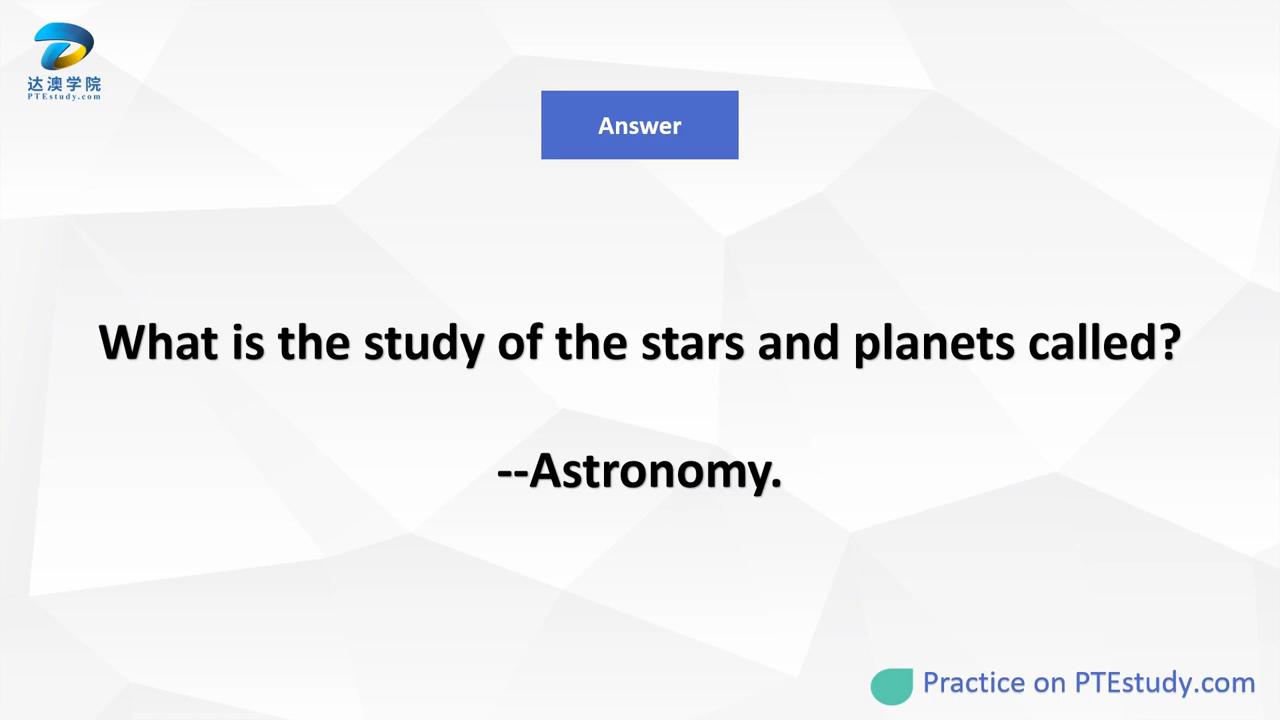 达澳学院
PTEstudy.com
Answer
What is the study of the stars and planets called?
--Astronomy.
Practice on PTEstudy.com